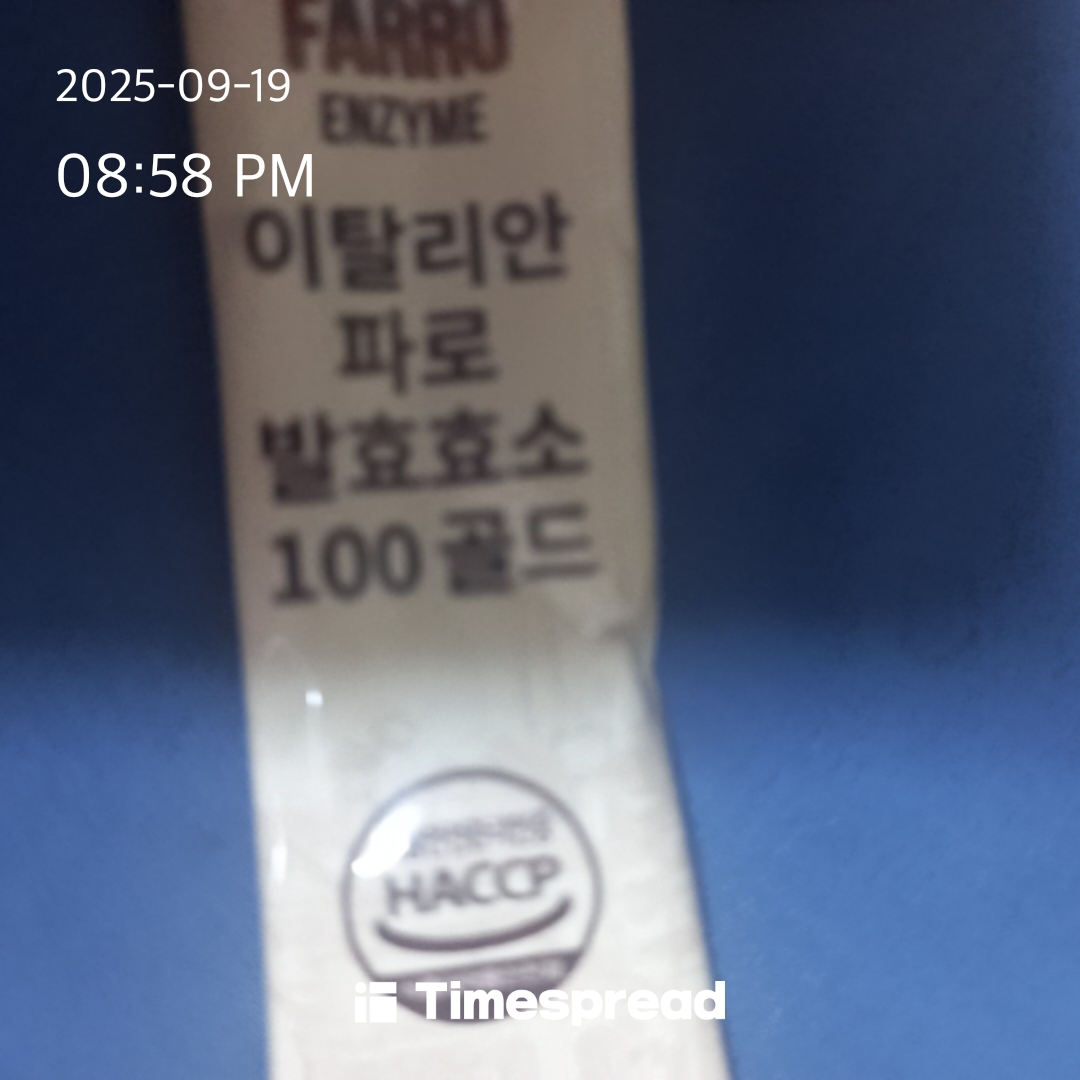 FARRO
2025-09-19
ENZYME
08:58 PM
이탈리안
파로
발효효소
100 골드
HACCP
Timespread